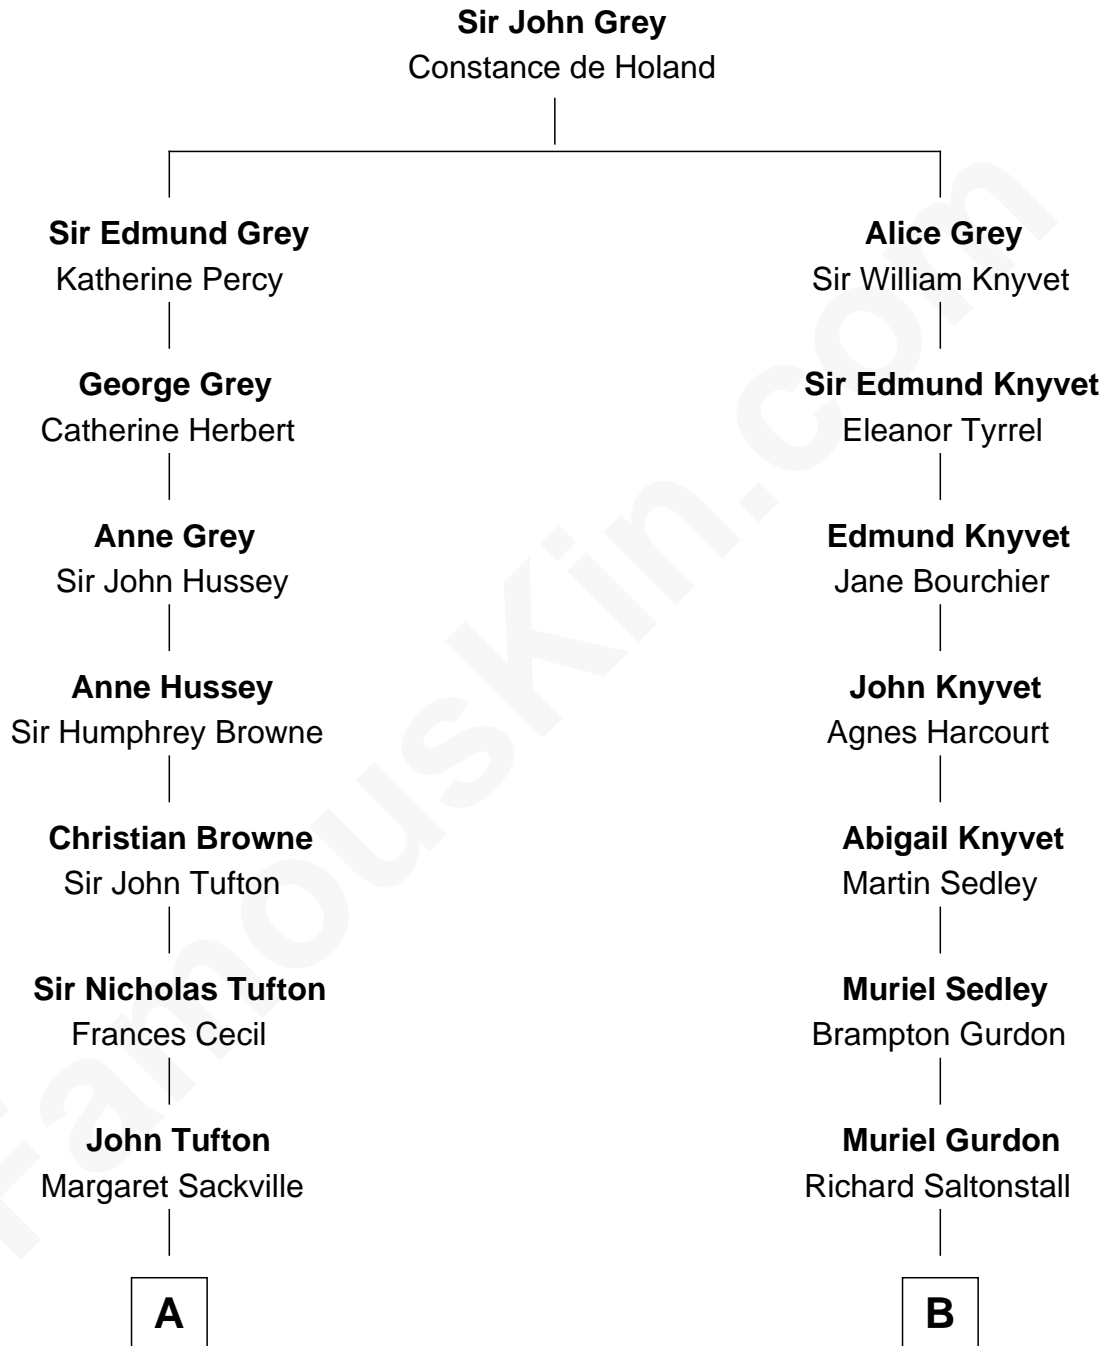 Sir John Grey
Constance de Holand
Sir Edmund Grey
Katherine Percy
Alice Grey
Sir William Knyvet
George Grey
Catherine Herbert
Sir Edmund Knyvet
Eleanor Tyrrel
Anne Grey
Sir John Hussey
Edmund Knyvet
Jane Bourchier
Anne Hussey
Sir Humphrey Browne
John Knyvet
Agnes Harcourt
Christian Browne
Sir John Tufton
Abigail Knyvet
Martin Sedley
Sir Nicholas Tufton
Frances Cecil
Muriel Sedley
Brampton Gurdon
John Tufton
Margaret Sackville
Muriel Gurdon
Richard Saltonstall
A
B
FamousKin.com